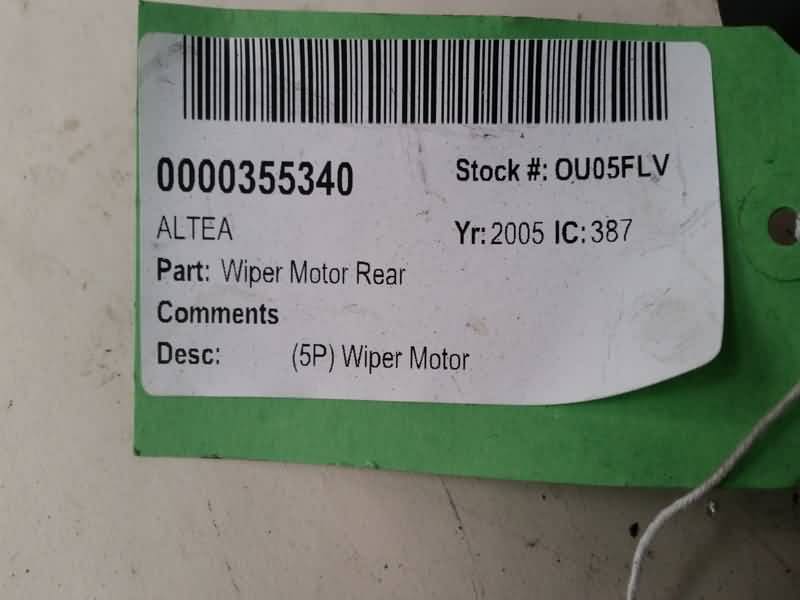 0000355340 Stock #: OU05FLV
ALTEA Yr: 2005 IC: 387
Part: Wiper Motor Rear
Comments
Desc: (5P) Wiper Motor